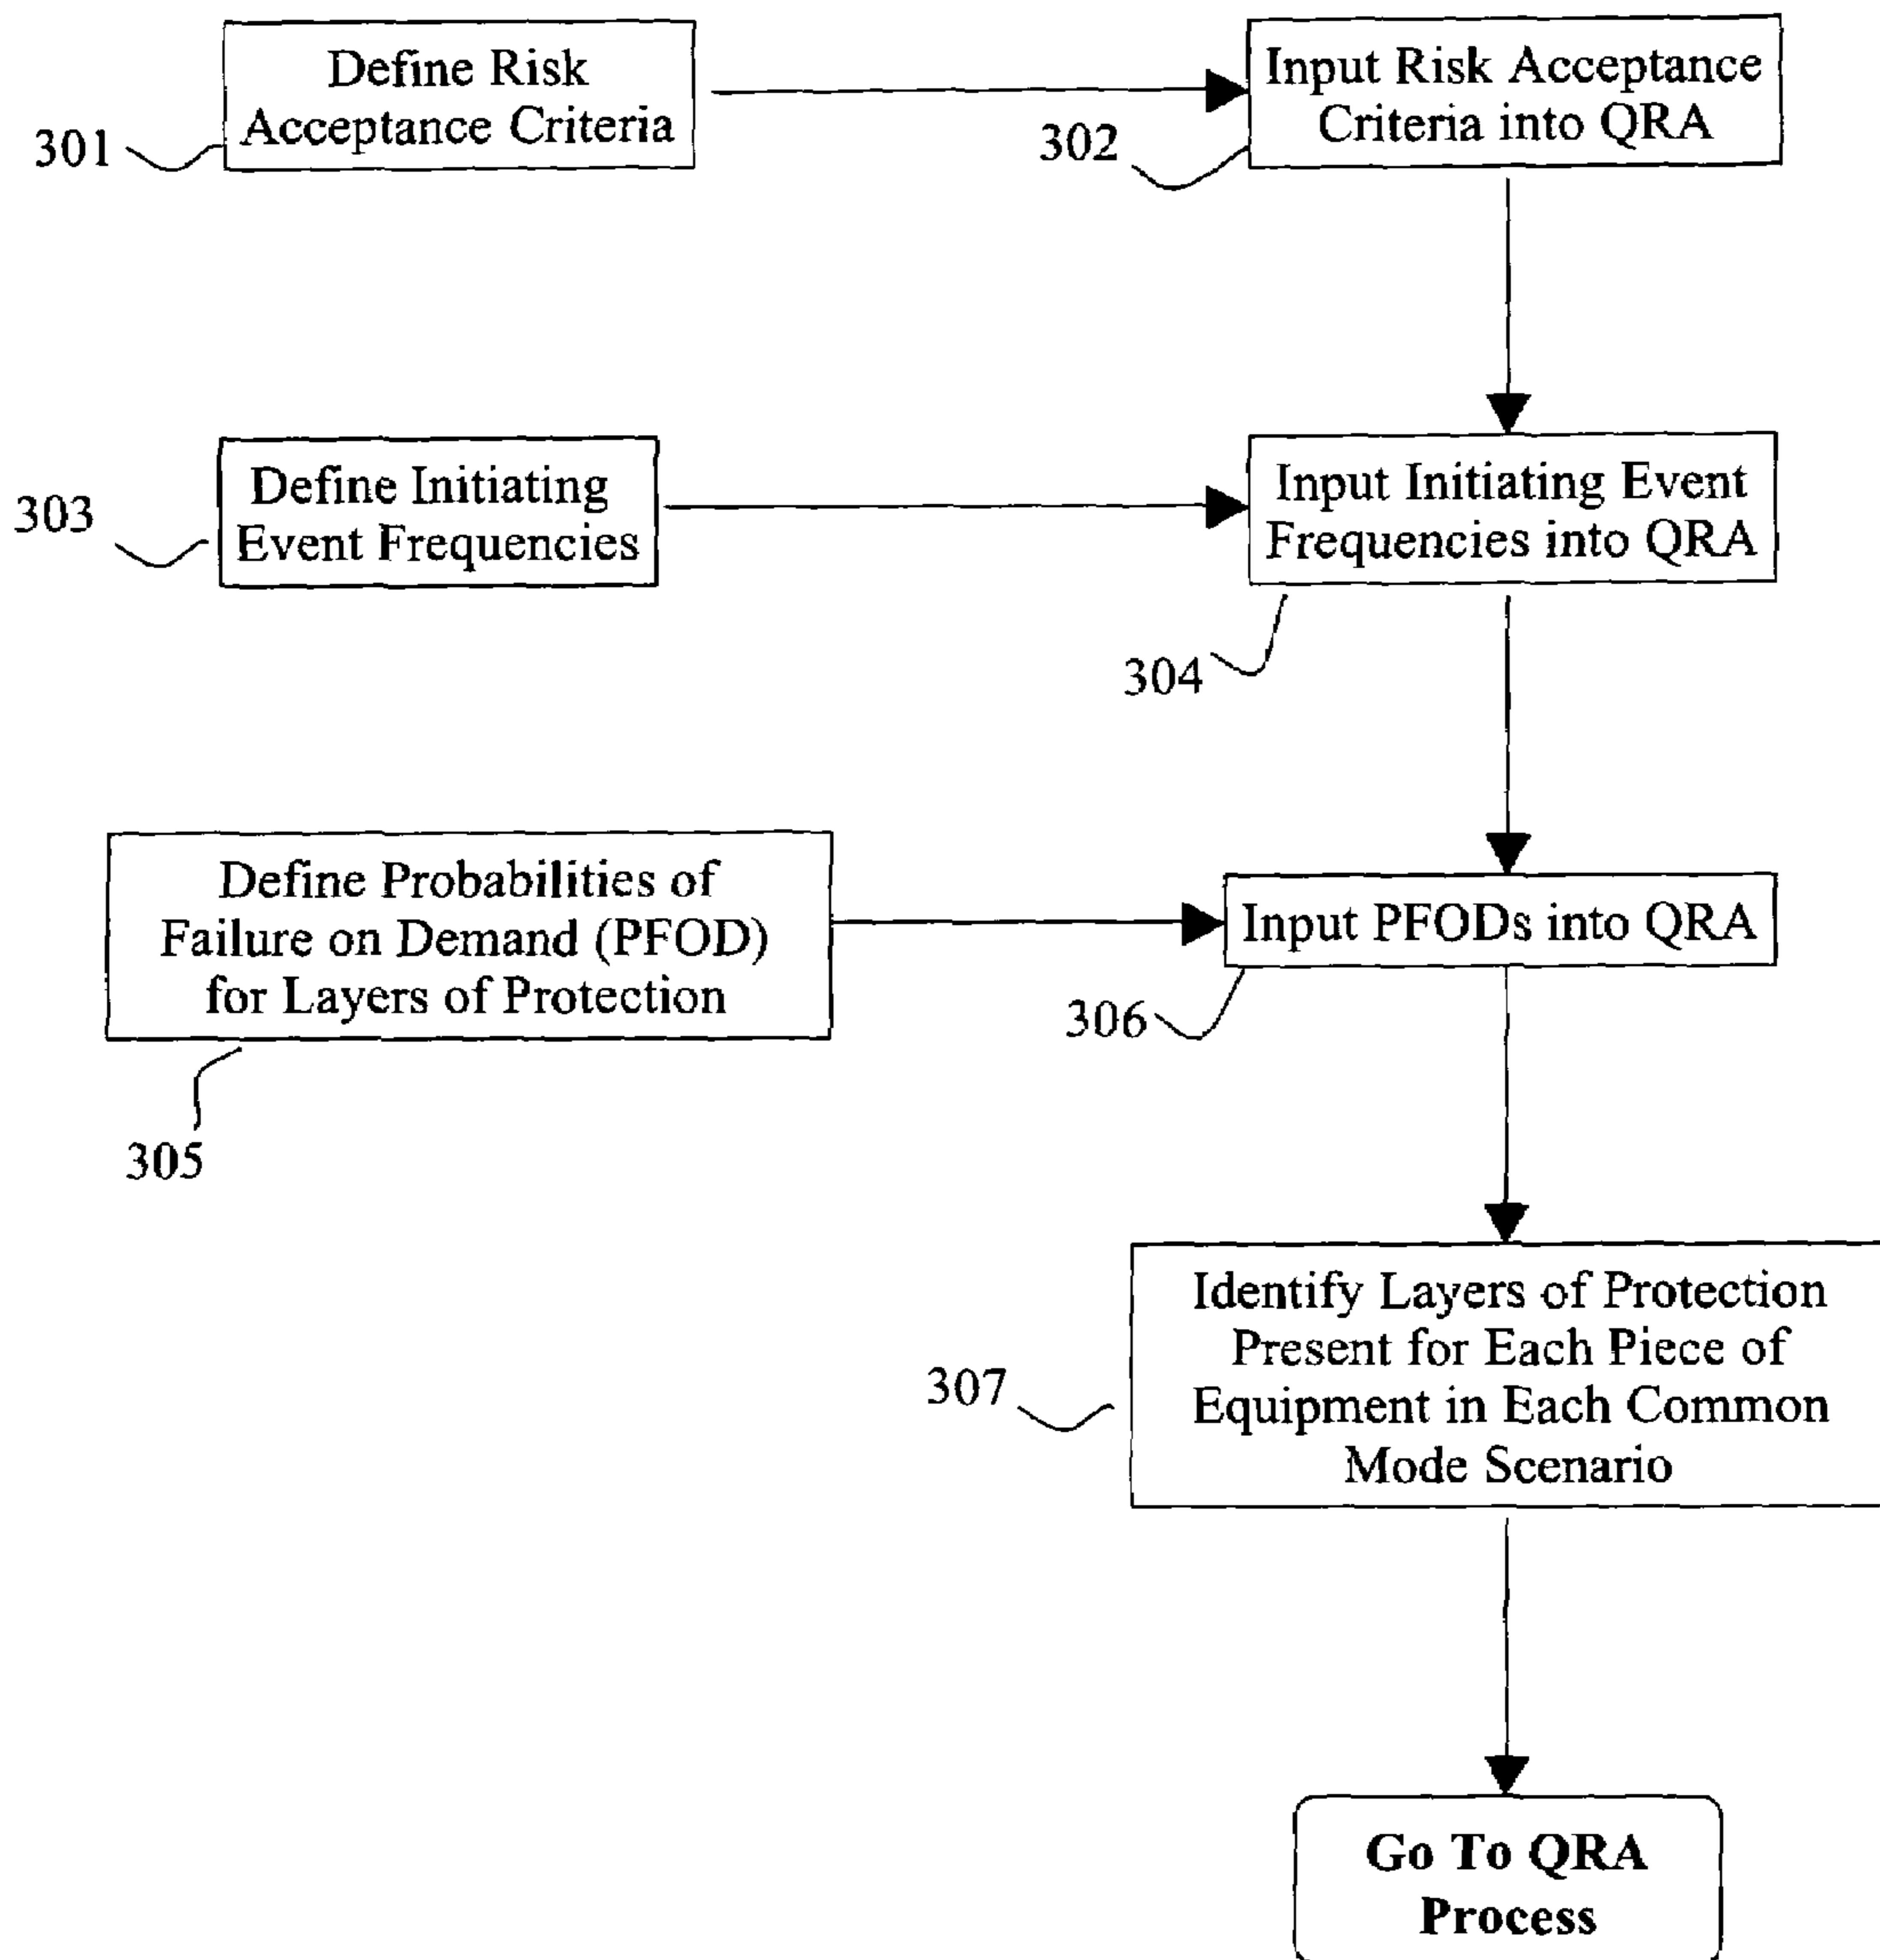 Define Risk
Acceptance Criteria
301
Input Risk Acceptance
Criteria into QRA
302
Define Initiating
Event Frequencies
303
Input Initiating Event
Frequencies into QRA
304
Define Probabilities of
Failure on Demand (PFOD)
for Layers of Protection
305
Input PFODs into QRA
306
Identify Layers of Protection
Present for Each Piece of
Equipment in Each Common
Mode Scenario
307
Go To QRA
Process